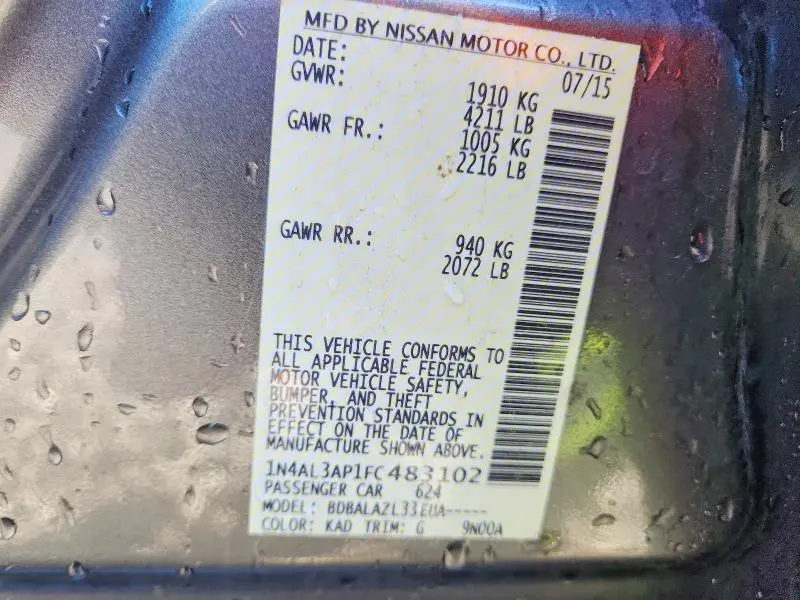 MFD BY NISSAN MOTOR CO., LTD.
DATE: 07/15
GVWR: 1910 KG
4211 LB
GAWR FR.: 1005 KG
2216 LB
GAWR RR.: 940 KG
2072 LB
THIS VEHICLE CONFORMS TO
ALL APPLICABLE FEDERAL
MOTOR VEHICLE SAFETY,
BUMPER, AND THEFT
PREVENTION STANDARDS IN
EFFECT ON THE DATE OF
MANUFACTURE SHOWN ABOVE.
1N4AL3AP1FC483102
PASSENGER CAR 624
MODEL: BDBALAZL33EUA-----
COLOR: KAD TRIM: G 9N00A